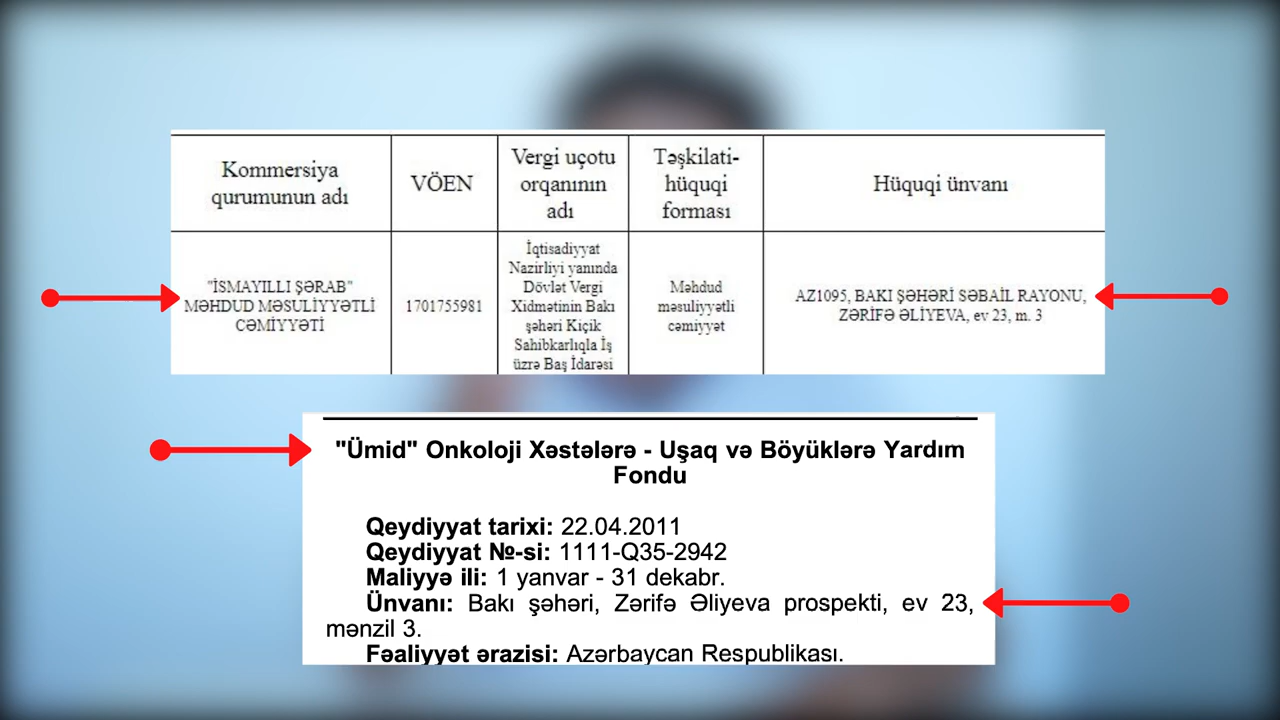 Kommersiya
qurumunun adı
VÖEN
Vergi uçotu
orqanının
adı
Təşkilati-
hüquqi
forması
Hüquqi ünvanı
"İSMAYILLI ŞƏRAB"
MƏHDUD MƏSULİYYƏTLİ
CƏMİYYƏTİ
1701755981
İqtisadiyyat
Nazirliyi yanında
Dövlət Vergi
Xidmətinin Bakı
şəhəri Kiçik
Sahibkarlıqla İş
üzrə Baş İdarəsi
Məhdud
məsuliyyətli
cəmiyyət
AZ1095, BAKI ŞƏHƏRİ SƏBAİL RAYONU,
ZƏRİFƏ ƏLİYEVA, ev 23, m. 3
"Ümid" Onkoloji Xəstələrə - Uşaq və Böyüklərə Yardım
Fondu
Qeydiyyat tarixi: 22.04.2011
Qeydiyyat №-si: 1111-Q35-2942
Maliyyə ili: 1 yanvar - 31 dekabr.
Ünvanı: Bakı şəhəri, Zərifə Əliyeva prospekti, ev 23,
mənzil 3.
Fəaliyyət ərazisi: Azərbaycan Respublikası.